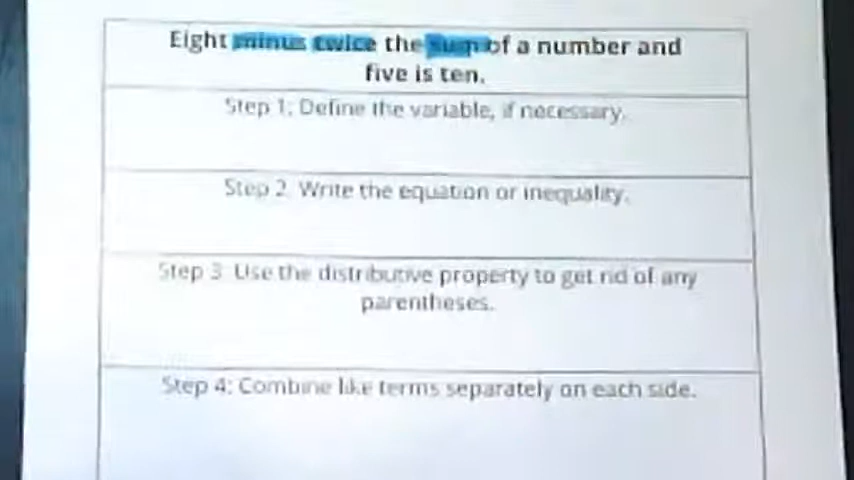 Eight minus twice the sum of a number and
five is ten.
Step 1: Define the variable, if necessary.
Step 2: Write the equation or inequality.
Step 3: Use the distributive property to get rid of any
parentheses.
Step 4: Combine like terms separately on each side.